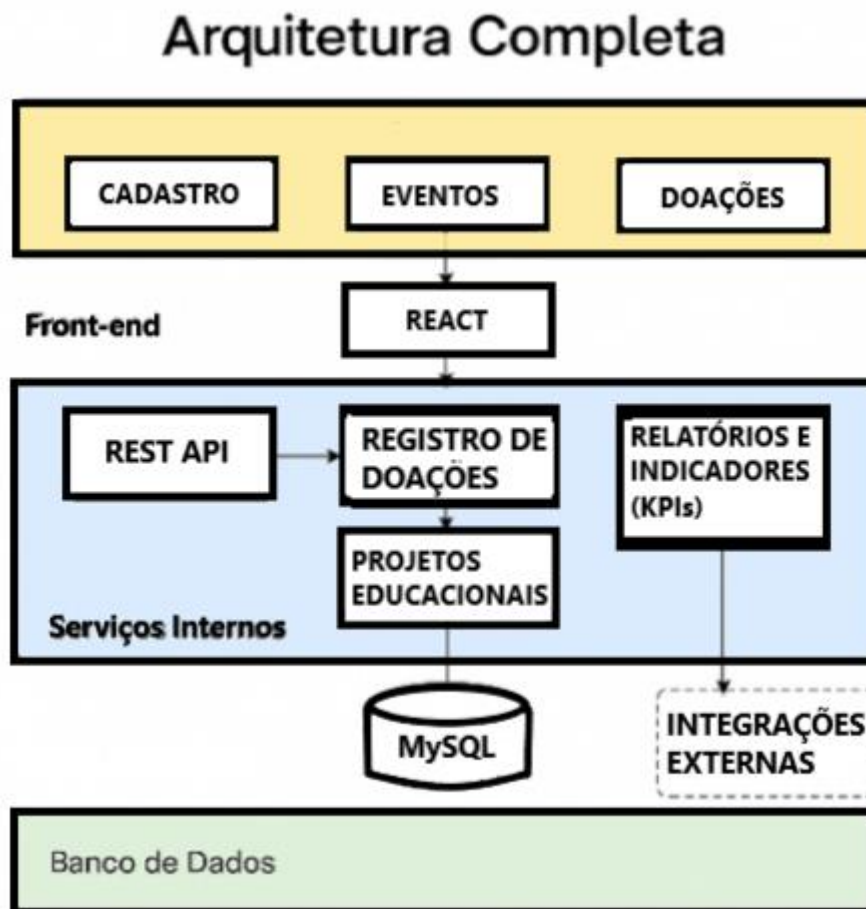 Arquitetura Completa
CADASTRO
EVENTOS
DOAÇÕES
Front-end
REACT
REST API
REGISTRO DE
DOAÇÕES
RELATÓRIOS E
INDICADORES
(KPIs)
PROJETOS
EDUCACIONAIS
Serviços Internos
MySQL
INTEGRAÇÕES
EXTERNAS
Banco de Dados